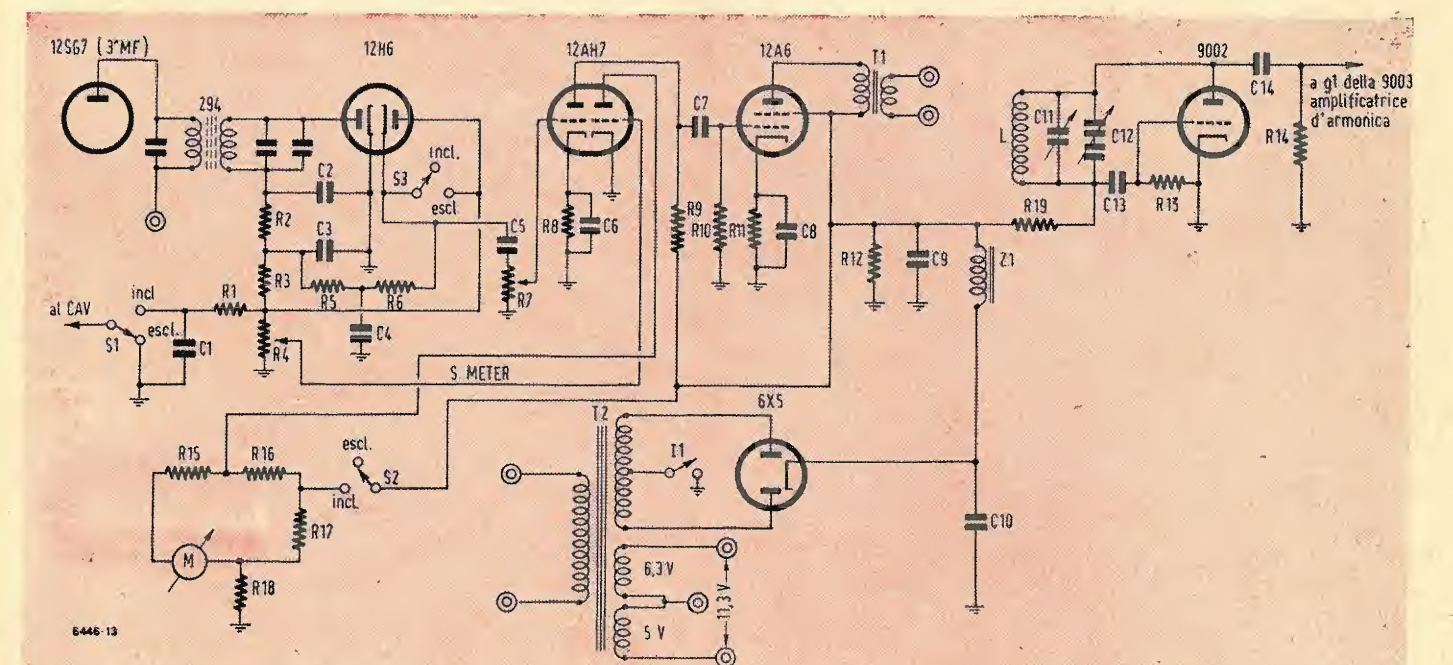 12SG7 (3ªMF)
12H6
12AH7
12A6
T1
9002
Z94
C7
C14
a g1 della 9003
amplificatrice
d'armonica
incl.
S3
escl.
C2
R2
C3
R3
R5
R6
C4
C5
R7
R8
C6
R9
R10
R11
C8
L
C11
C12
C13
R13
R14
R19
R12
C9
Z1
al CAV
incl
escl.
S1
C1
R1
R4
S. METER
T2
6X5
I1
R15
R16
escl.
S2
incl.
R17
M
R18
C10
6,3 V
5 V
11,3 V
6446-13